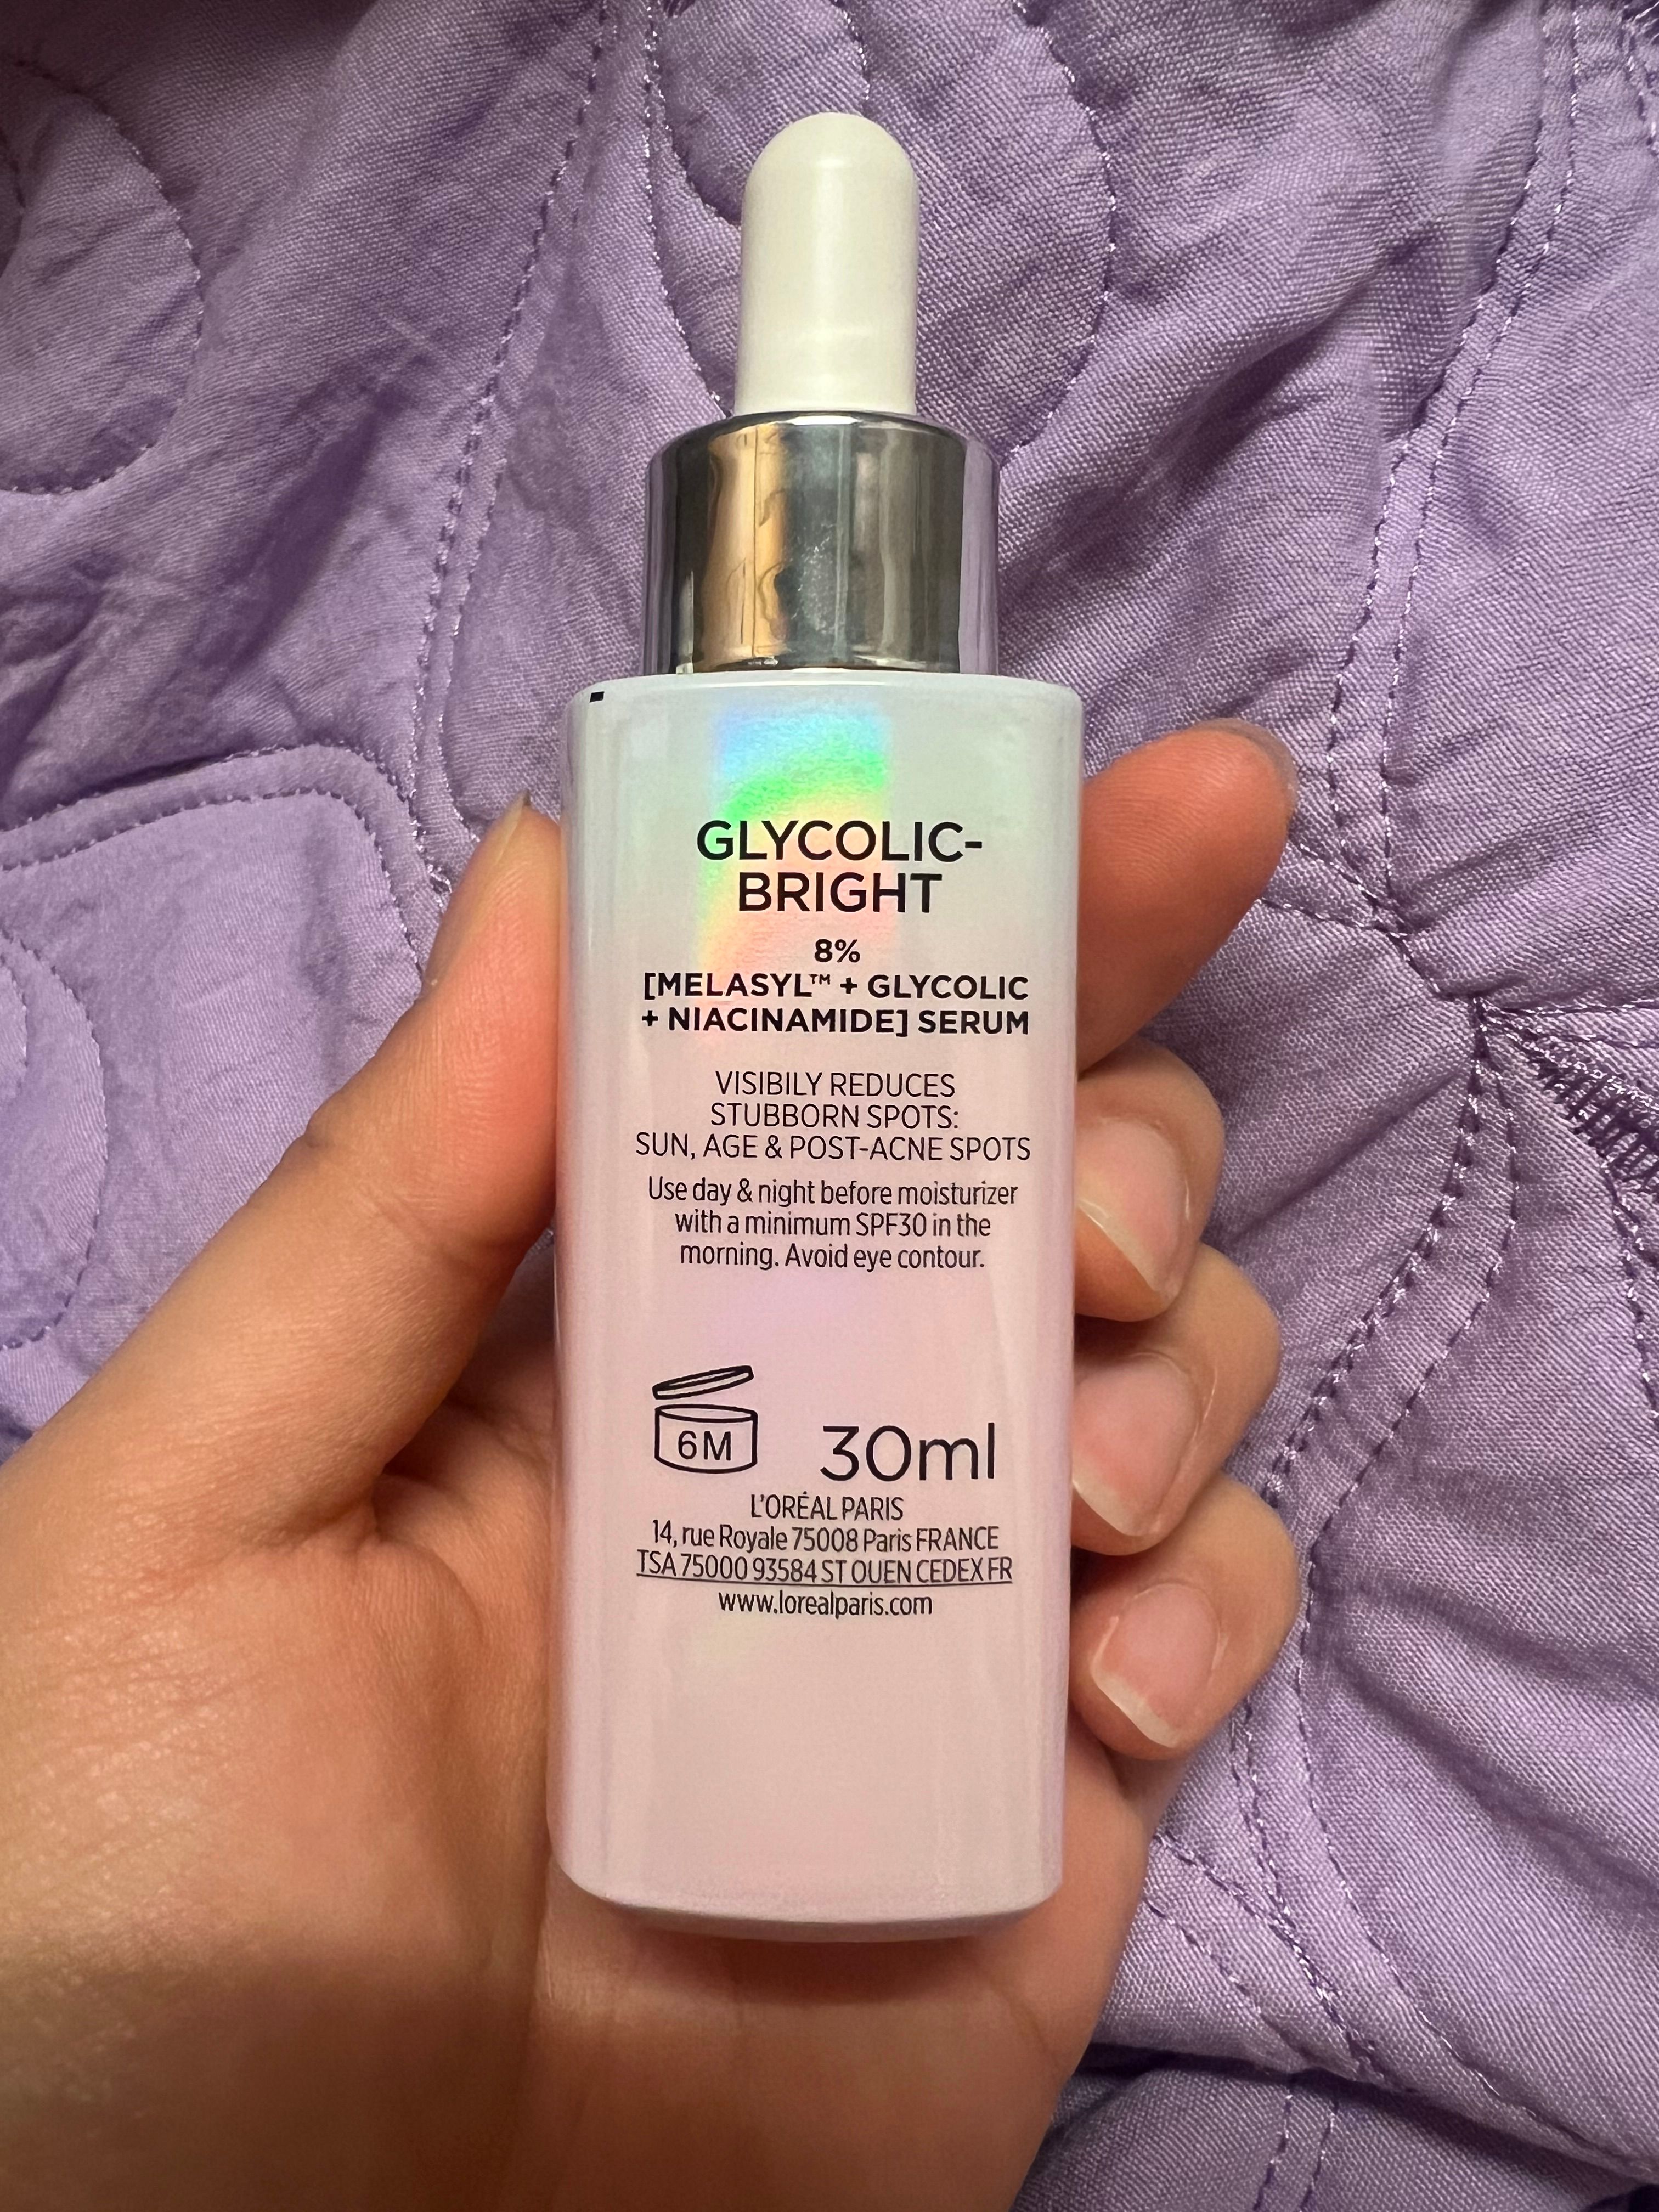 GLYCOLIC-
BRIGHT
8%
[MELASYL™ + GLYCOLIC
+ NIACINAMIDE] SERUM
VISIBILY REDUCES
STUBBORN SPOTS:
SUN, AGE & POST-ACNE SPOTS
Use day & night before moisturizer
with a minimum SPF30 in the
morning. Avoid eye contour.
6M
30ml
L'ORÉAL PARIS
14, rue Royale 75008 Paris FRANCE
TSA 75000 93584 ST OUEN CEDEX FR
www.lorealparis.com